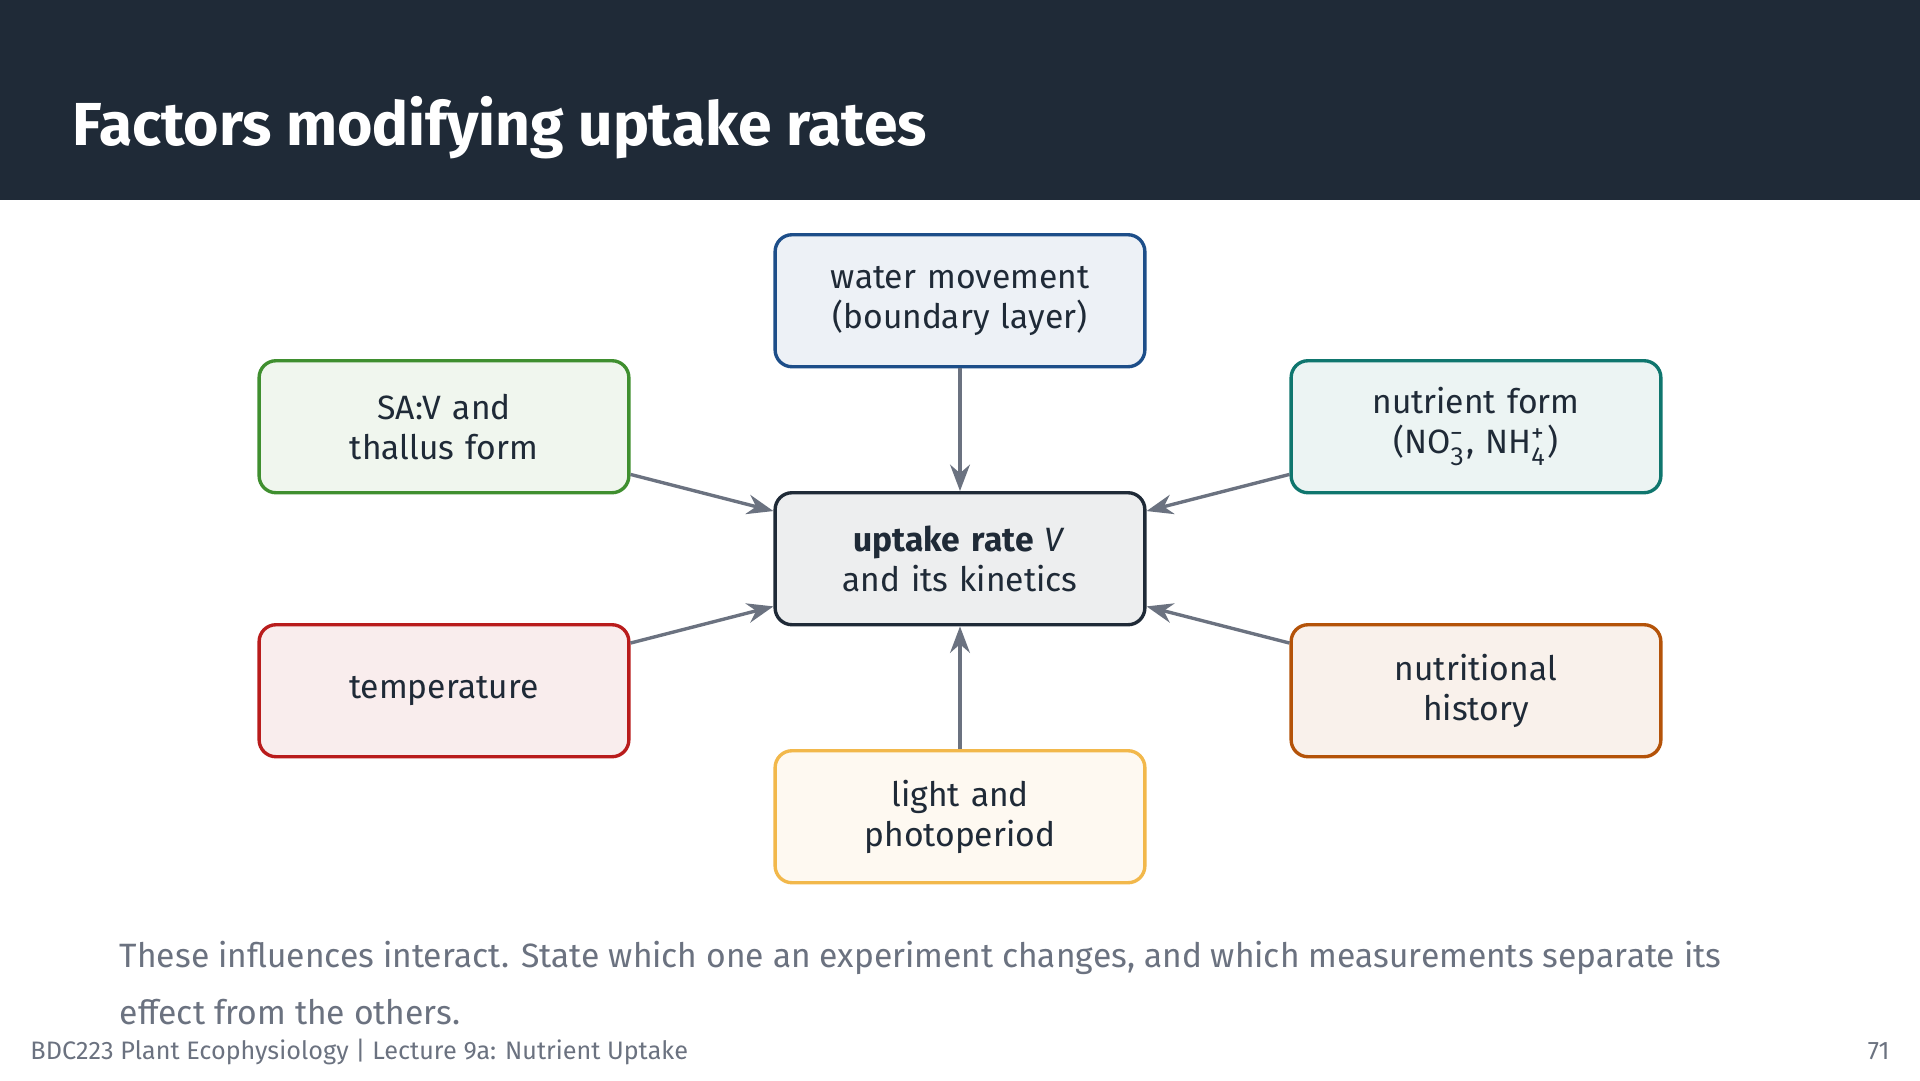 Factors modifying uptake rates
water movement
(boundary layer)
SA:V and
thallus form
nutrient form
(NO₃⁻, NH₄⁺)
uptake rate V
and its kinetics
temperature
nutritional
history
light and
photoperiod
These influences interact. State which one an experiment changes, and which measurements separate its
effect from the others.
BDC223 Plant Ecophysiology | Lecture 9a: Nutrient Uptake
71